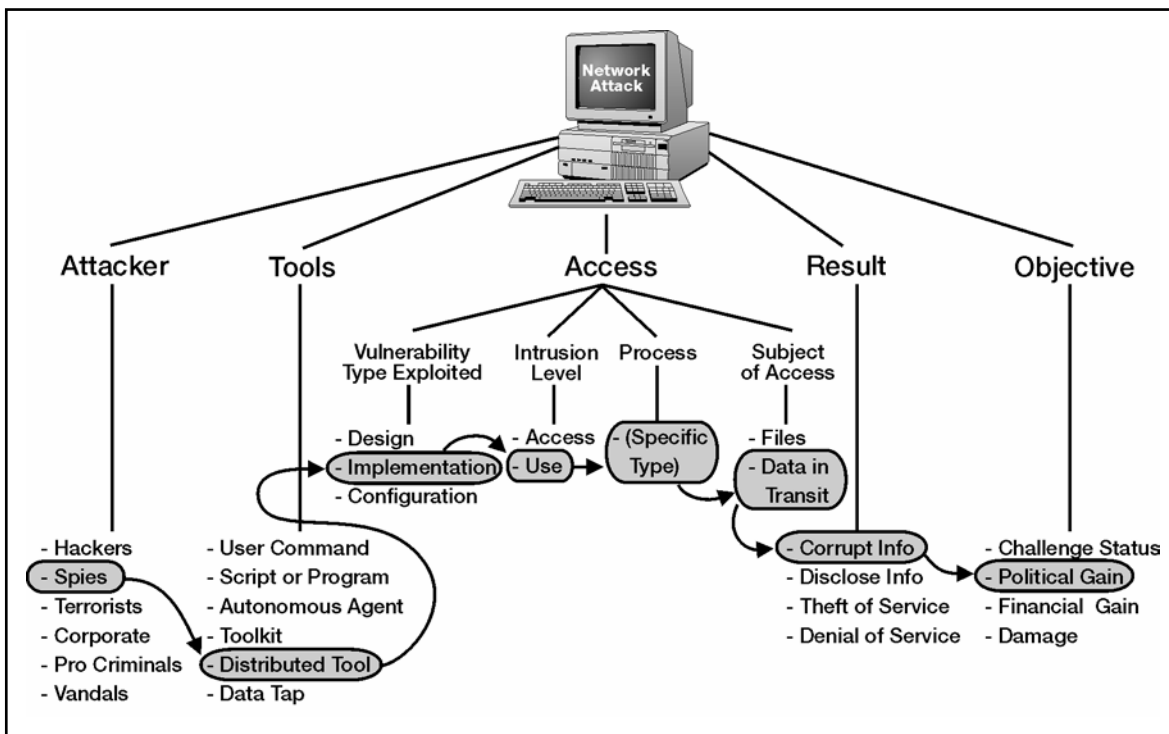 Network
Attack
Attacker
Tools
Access
Result
Objective
Vulnerability
Type Exploited
Intrusion
Level
Process
Subject
of Access
- Design
- Implementation
- Configuration
- Access
- Use
- (Specific
Type)
- Files
- Data in
Transit
- Hackers
- Spies
- Terrorists
- Corporate
- Pro Criminals
- Vandals
- User Command
- Script or Program
- Autonomous Agent
- Toolkit
- Distributed Tool
- Data Tap
- Corrupt Info
- Disclose Info
- Theft of Service
- Denial of Service
- Challenge Status
- Political Gain
- Financial Gain
- Damage